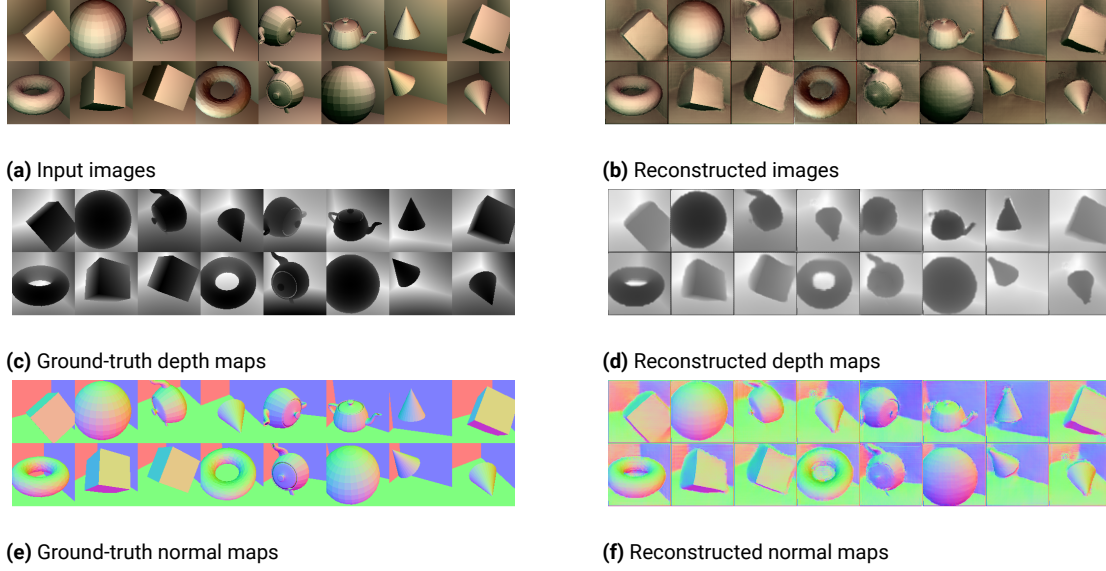 (a) Input images
(b) Reconstructed images
(c) Ground-truth depth maps
(d) Reconstructed depth maps
(e) Ground-truth normal maps
(f) Reconstructed normal maps